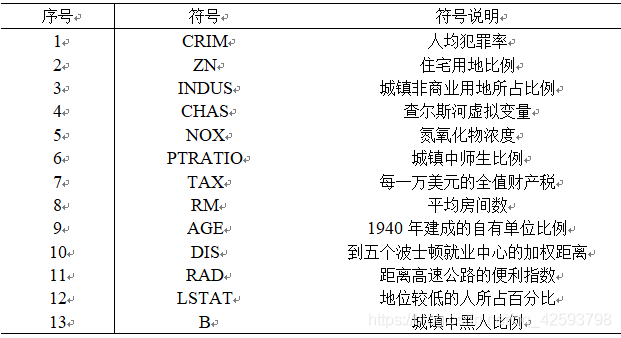 序号 符号 符号说明
1 CRIM 人均犯罪率
2 ZN 住宅用地比例
3 INDUS 城镇非商业用地所占比例
4 CHAS 查尔斯河虚拟变量
5 NOX 氮氧化物浓度
6 PTRATIO 城镇中师生比例
7 TAX 每一万美元的全值财产税
8 RM 平均房间数
9 AGE 1940 年建成的自有单位比例
10 DIS 到五个波士顿就业中心的加权距离
11 RAD 距离高速公路的便利指数
12 LSTAT 地位较低的人所占百分比
13 B 城镇中黑人比例